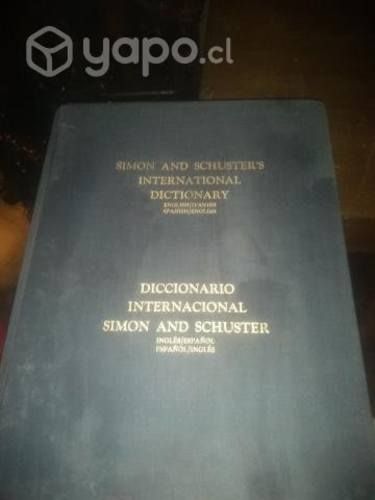 yapo.cl
SIMON AND SCHUSTER'S
INTERNATIONAL
DICTIONARY
ENGLISH/SPANISH
SPANISH/ENGLISH
DICCIONARIO
INTERNACIONAL
SIMON AND SCHUSTER
INGLÉS/ESPAÑOL
ESPAÑOL/INGLÉS